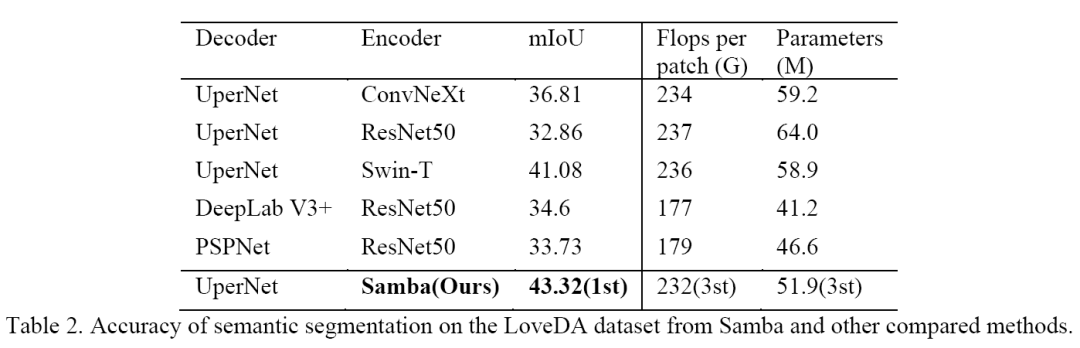 Decoder Encoder mIoU Flops per patch (G) Parameters (M)
UperNet ConvNeXt 36.81 234 59.2
UperNet ResNet50 32.86 237 64.0
UperNet Swin-T 41.08 236 58.9
DeepLab V3+ ResNet50 34.6 177 41.2
PSPNet ResNet50 33.73 179 46.6
UperNet Samba(Ours) 43.32(1st) 232(3st) 51.9(3st)
Table 2. Accuracy of semantic segmentation on the LoveDA dataset from Samba and other compared methods.